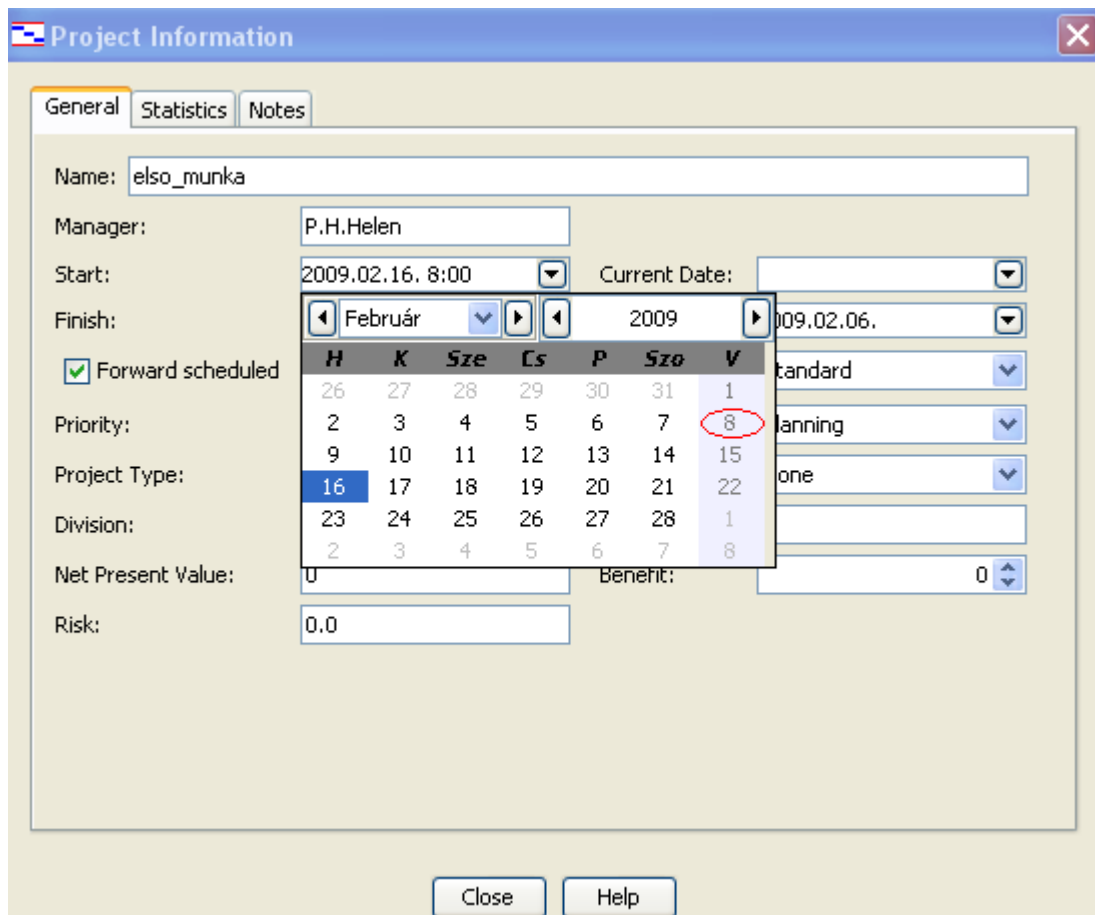 Project Information
General Statistics Notes
Name: elso_munka
Manager: P.H.Helen
Start: 2009.02.16. 8:00 Current Date:
Finish: Február 2009 009.02.06.
H K Sze Cs P Szo V
Forward scheduled tandard
26 27 28 29 30 31 1
2 3 4 5 6 7 8
Priority: lanning
9 10 11 12 13 14 15
Project Type: one
16 17 18 19 20 21 22
23 24 25 26 27 28 1
Division:
2 3 4 5 6 7 8
Net Present Value: 0 Benefit: 0
Risk: 0.0
Close Help